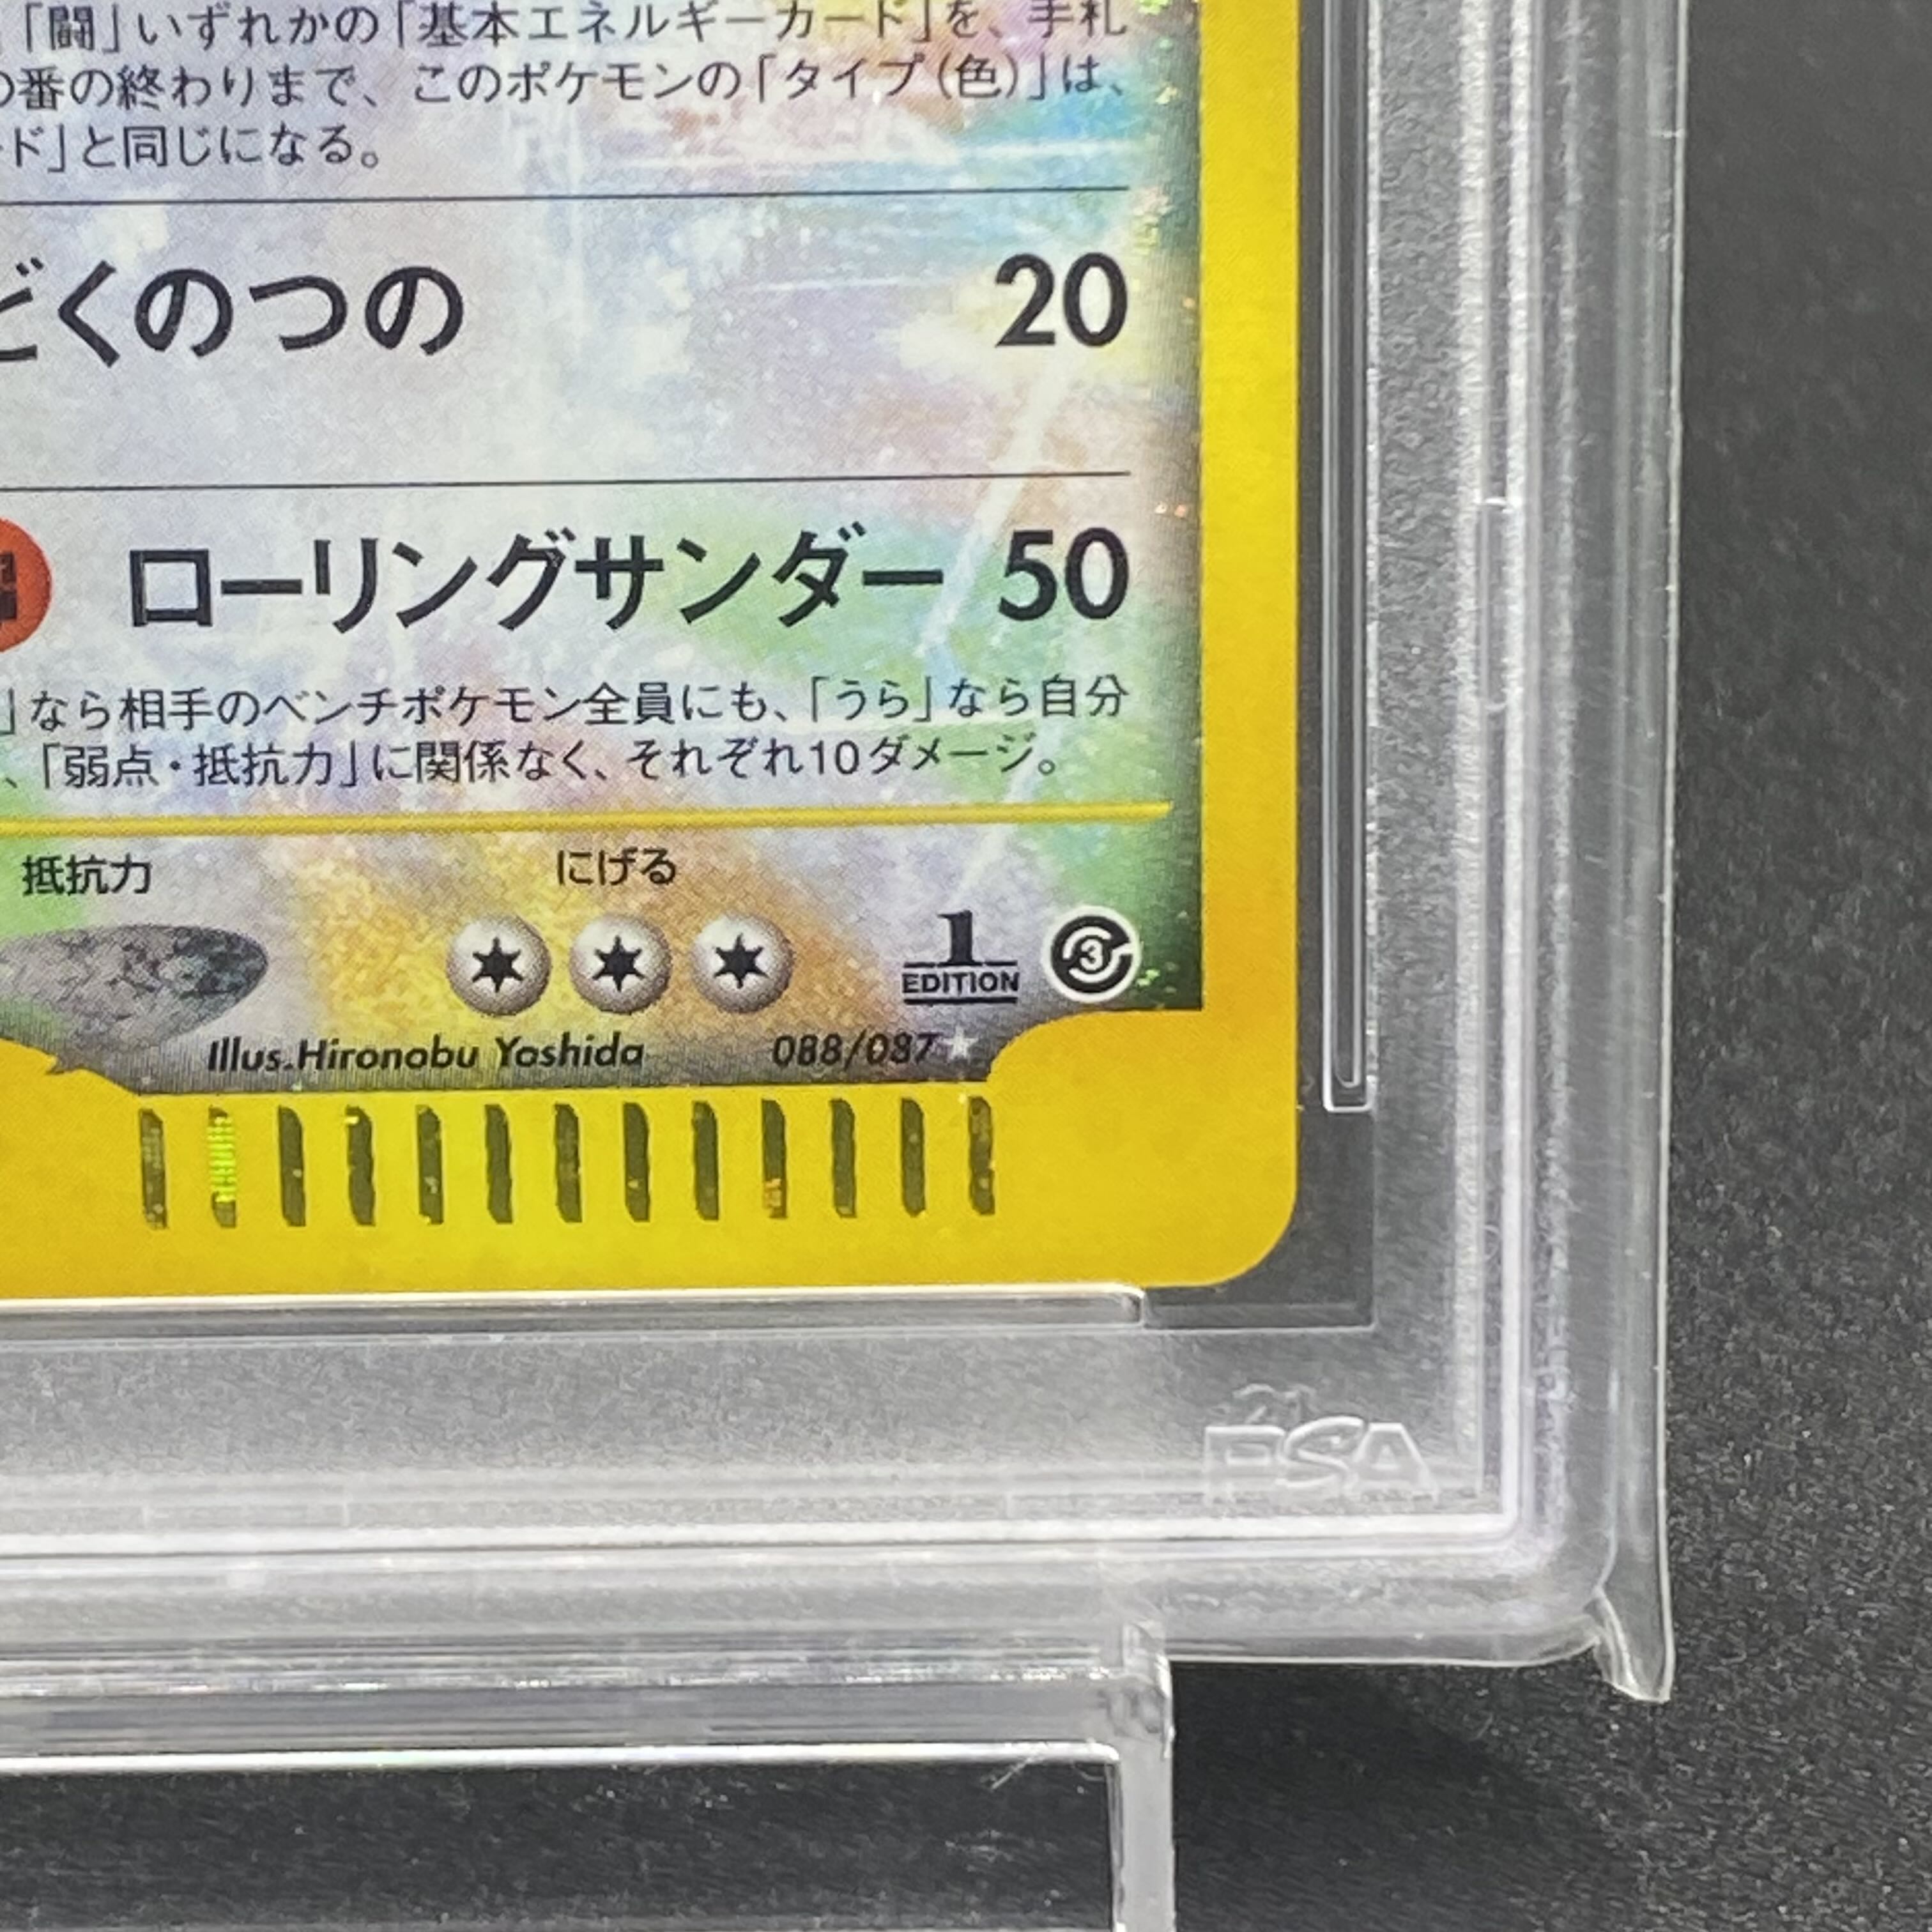 「闘」いずれかの「基本エネルギーカード」を、手札
の番の終わりまで、このポケモンの「タイプ(色)」は、
ード」と同じになる。
どくのつの 20
ローリングサンダー 50
」なら相手のベンチポケモン全員にも、「うら」なら自分
、「弱点・抵抗力」に関係なく、それぞれ10ダメージ。
抵抗力 にげる
1
EDITION
3
Illus.Hironobu Yoshida 088/087
PSA